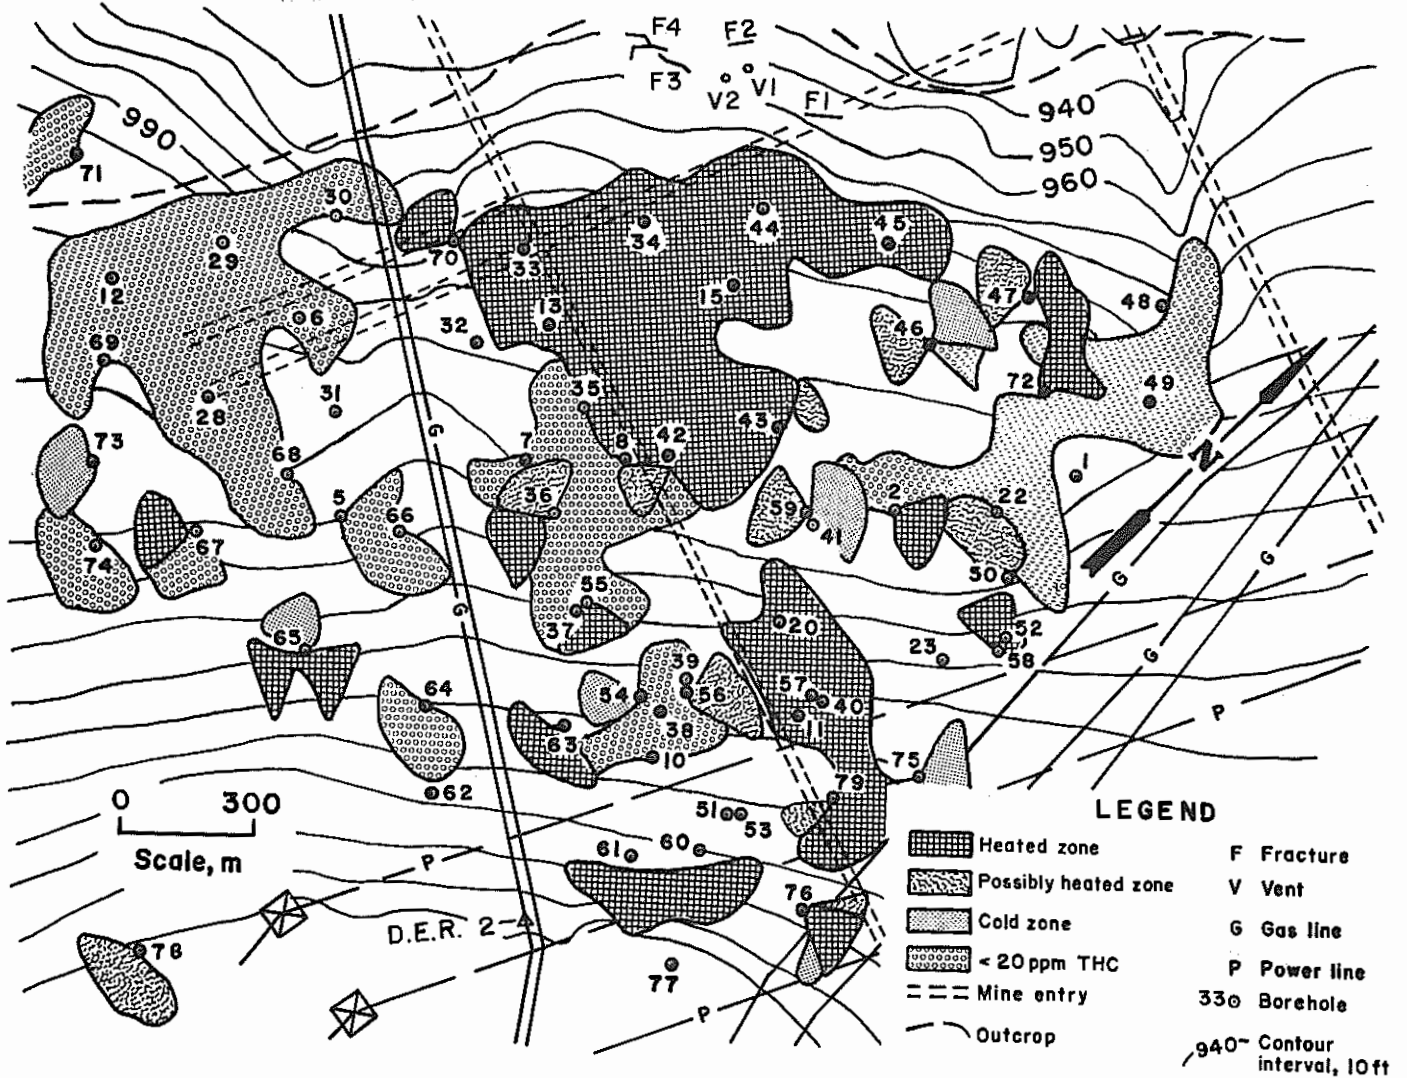 F4 F2
F3 V2 V1
F1
940
990
950
960
71
30
29
70
33
34
44
45
12
47
48
15
13
6
32
46
69
72
49
31
35
28
G
43
42
8
7
73
68
N
1
5
66
36
59
41
2
22
67
74
50
G
G
G
55
37
65
20
52
58
23
G
39
64
54
56
57
40
38
11
P
63
10
75
62
79
0 300
Scale, m
51 53
61 60
P
76
D.E.R. 2
78
77
P
LEGEND
Heated zone
Possibly heated zone
Cold zone
< 20 ppm THC
Mine entry
Outcrop
F Fracture
V Vent
G Gas line
P Power line
33 Borehole
940 Contour
interval, 10 ft